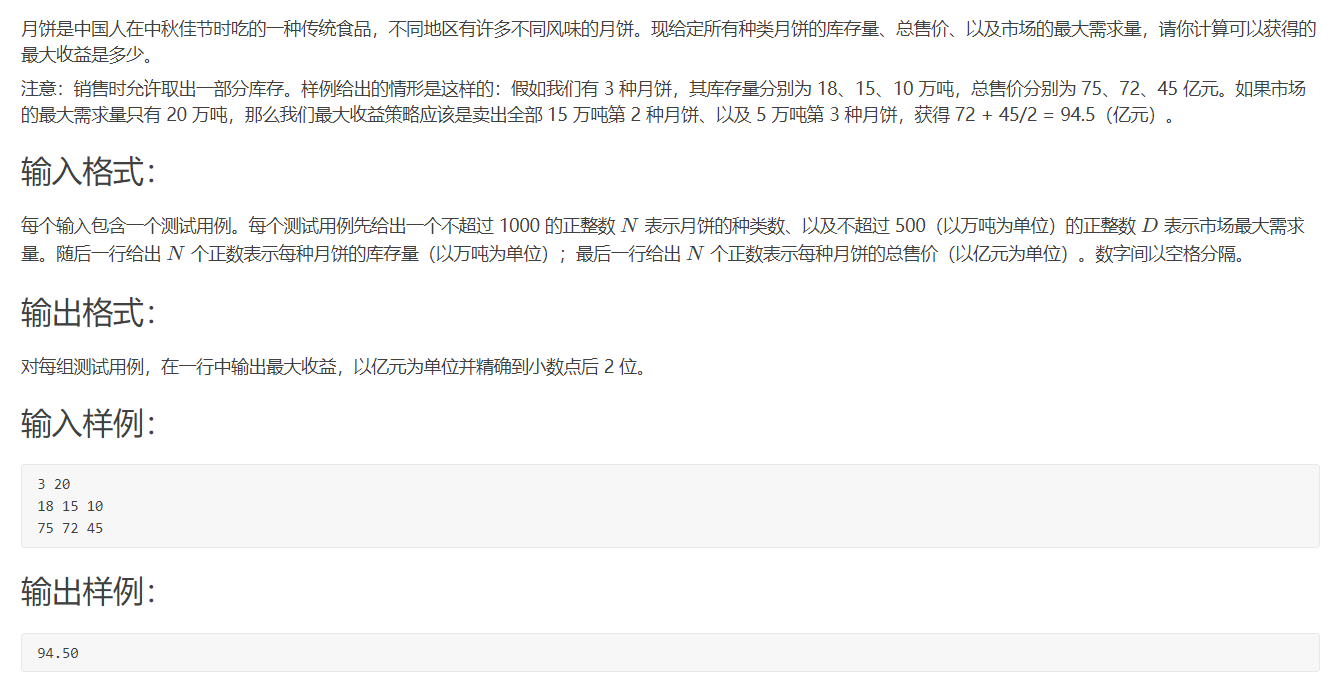 月饼是中国人在中秋佳节时吃的一种传统食品，不同地区有许多不同风味的月饼。现给定所有种类月饼的库存量、总售价、以及市场的最大需求量，请你计算可以获得的
最大收益是多少。
注意：销售时允许取出一部分库存。样例给出的情形是这样的：假如我们有 3 种月饼，其库存量分别为 18、15、10 万吨，总售价分别为 75、72、45 亿元。如果市场
的最大需求量只有 20 万吨，那么我们最大收益策略应该是卖出全部 15 万吨第 2 种月饼、以及 5 万吨第 3 种月饼，获得 72 + 45/2 = 94.5（亿元）。
输入格式：
每个输入包含一个测试用例。每个测试用例先给出一个不超过 1000 的正整数 N 表示月饼的种类数、以及不超过 500（以万吨为单位）的正整数 D 表示市场最大需求
量。随后一行给出 N 个正数表示每种月饼的库存量（以万吨为单位）；最后一行给出 N 个正数表示每种月饼的总售价（以亿元为单位）。数字间以空格分隔。
输出格式：
对每组测试用例，在一行中输出最大收益，以亿元为单位并精确到小数点后 2 位。
输入样例：
3 20
18 15 10
75 72 45
输出样例：
94.50